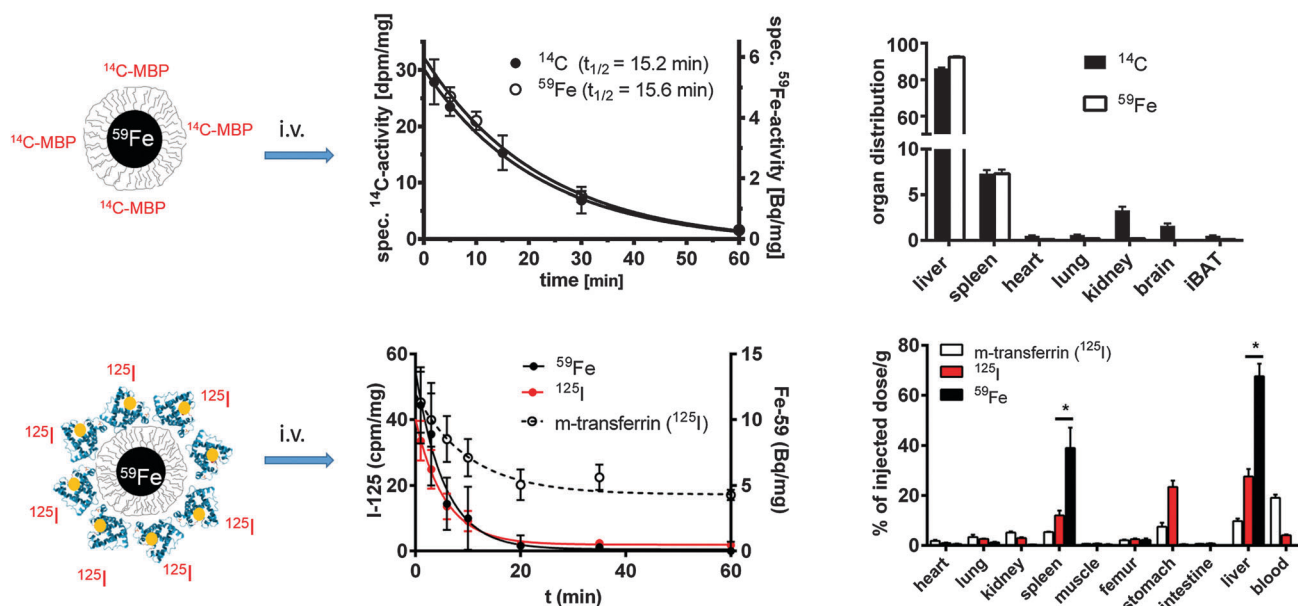 ¹⁴C-MBP
¹⁴C-MBP
¹⁴C-MBP
¹⁴C-MBP
⁵⁹Fe
i.v.
spec. ¹⁴C-activity [dpm/mg]
30
20
10
0
¹⁴C (t₁/₂ = 15.2 min)
⁵⁹Fe (t₁/₂ = 15.6 min)
6
4
2
0
spec. ⁵⁹Fe-activity [Bq/mg]
0 10 20 30 40 50 60
time [min]
organ distribution
100
80
60
10
5
0
¹⁴C
⁵⁹Fe
liver
spleen
heart
lung
kidney
brain
iBAT
¹²⁵I
¹²⁵I
¹²⁵I
¹²⁵I
¹²⁵I
¹²⁵I
¹²⁵I
¹²⁵I
⁵⁹Fe
i.v.
I-125 (cpm/mg)
60
40
20
0
⁵⁹Fe
¹²⁵I
m-transferrin (¹²⁵I)
15
10
5
0
Fe-59 (Bq/mg)
0 20 40 60
t (min)
% of injected dose/g
80
60
40
20
0
m-transferrin (¹²⁵I)
¹²⁵I
⁵⁹Fe
*
*
heart
lung
kidney
spleen
muscle
femur
stomach
intestine
liver
blood